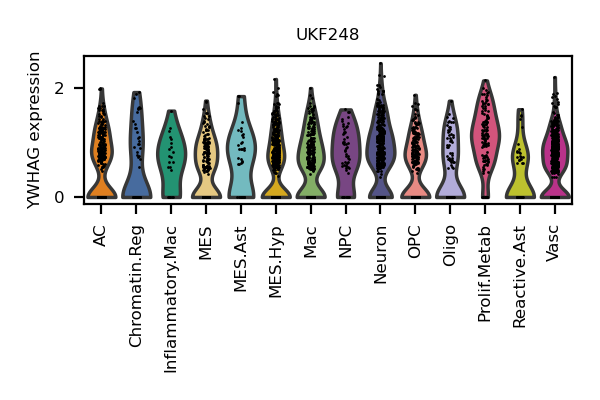 UKF248
YWHAG expression
2
0
AC
Chromatin.Reg
Inflammatory.Mac
MES
MES.Ast
MES.Hyp
Mac
NPC
Neuron
OPC
Oligo
Prolif.Metab
Reactive.Ast
Vasc